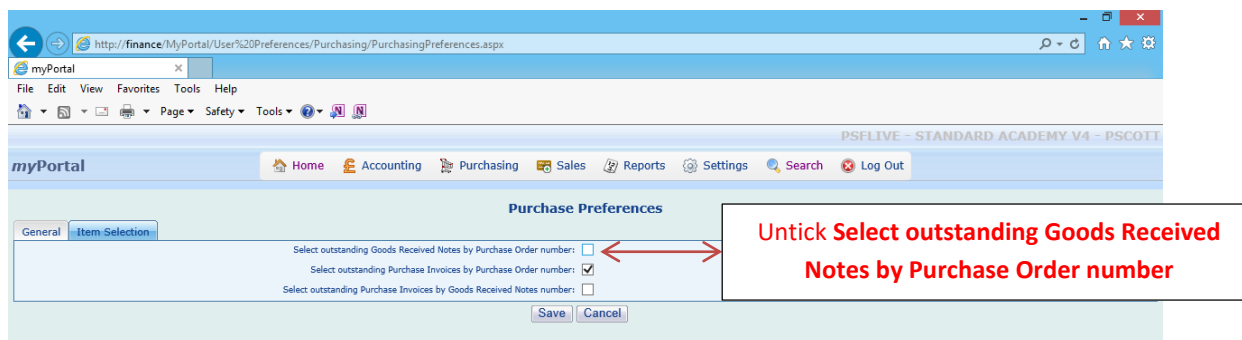 http://finance/MyPortal/User%20Preferences/Purchasing/PurchasingPreferences.aspx
myPortal
File Edit View Favorites Tools Help
Page Safety Tools
PSFLIVE - STANDARD ACADEMY V4 - PSCOTT
myPortal Home Accounting Purchasing Sales Reports Settings Search Log Out
Purchase Preferences
General Item Selection
Select outstanding Goods Received Notes by Purchase Order number:
Select outstanding Purchase Invoices by Purchase Order number:
Select outstanding Purchase Invoices by Goods Received Notes number:
Save Cancel
Untick Select outstanding Goods Received
Notes by Purchase Order number